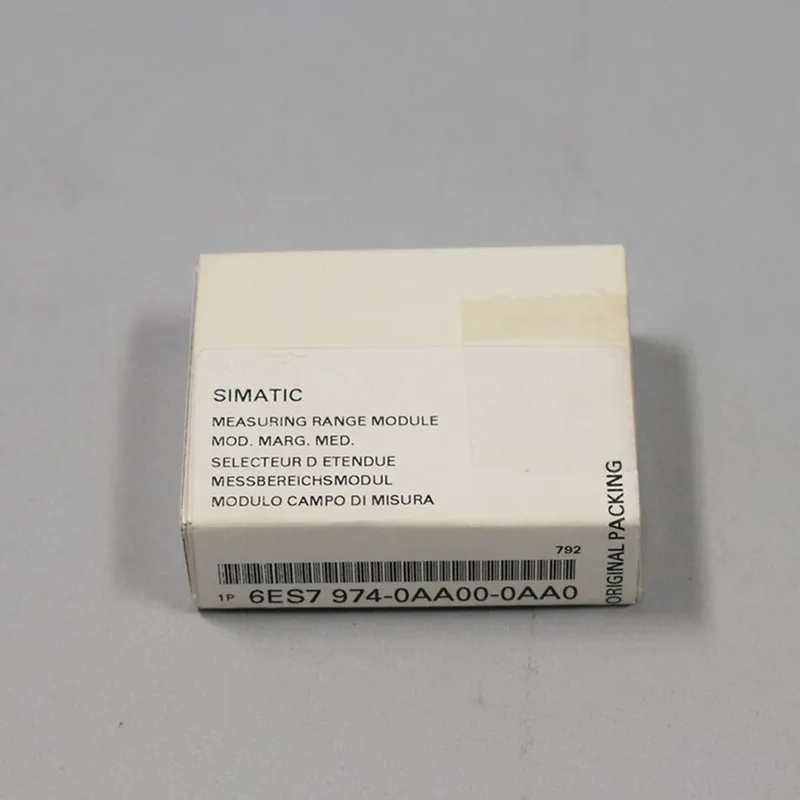 SIMATIC
MEASURING RANGE MODULE
MOD. MARG. MED.
SELECTEUR D ETENDUE
MESSBEREICHSMODUL
MODULO CAMPO DI MISURA
792
1P 6ES7 974-0AA00-0AA0
ORIGINAL PACKING